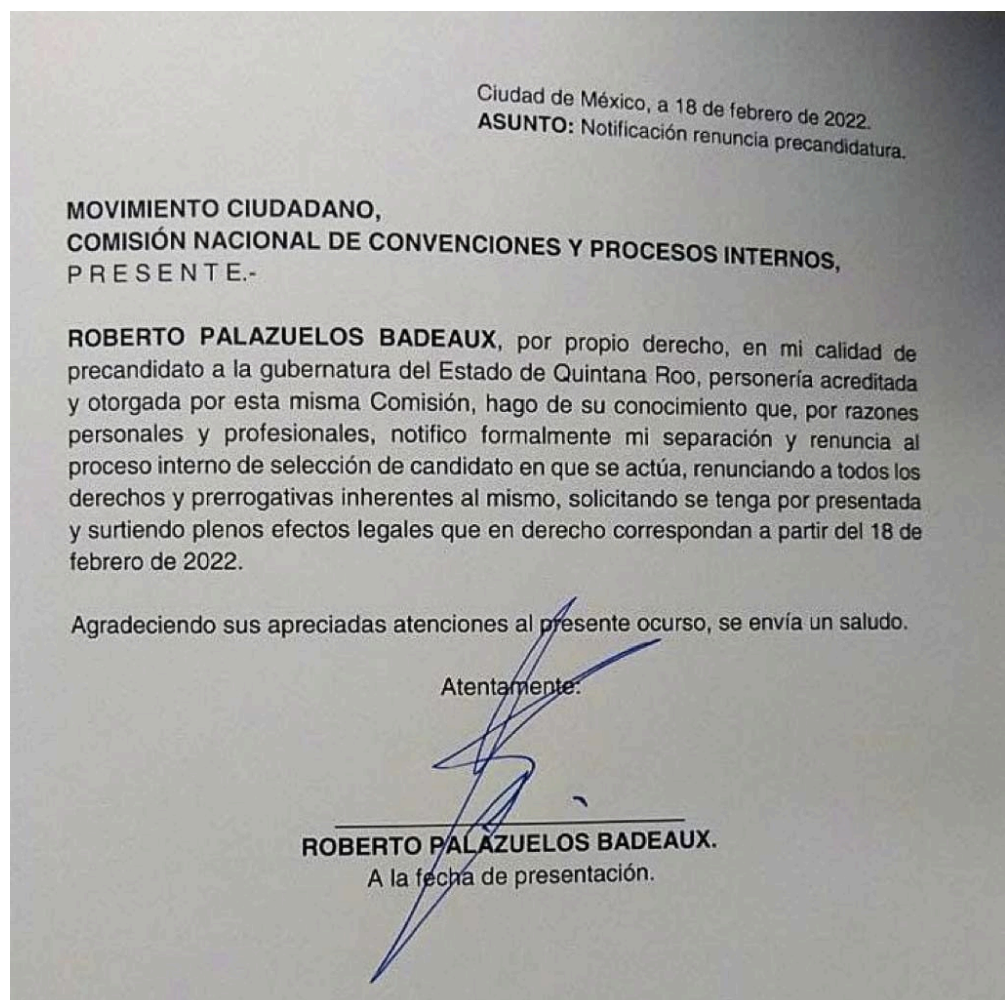 Ciudad de México, a 18 de febrero de 2022.
ASUNTO: Notificación renuncia precandidatura.
MOVIMIENTO CIUDADANO,
COMISIÓN NACIONAL DE CONVENCIONES Y PROCESOS INTERNOS,
P R E S E N T E.-
ROBERTO PALAZUELOS BADEAUX, por propio derecho, en mi calidad de
precandidato a la gubernatura del Estado de Quintana Roo, personería acreditada
y otorgada por esta misma Comisión, hago de su conocimiento que, por razones
personales y profesionales, notifico formalmente mi separación y renuncia al
proceso interno de selección de candidato en que se actúa, renunciando a todos los
derechos y prerrogativas inherentes al mismo, solicitando se tenga por presentada
y surtiendo plenos efectos legales que en derecho correspondan a partir del 18 de
febrero de 2022.
Agradeciendo sus apreciadas atenciones al presente ocurso, se envía un saludo.
Atentamente:
ROBERTO PALAZUELOS BADEAUX.
A la fecha de presentación.